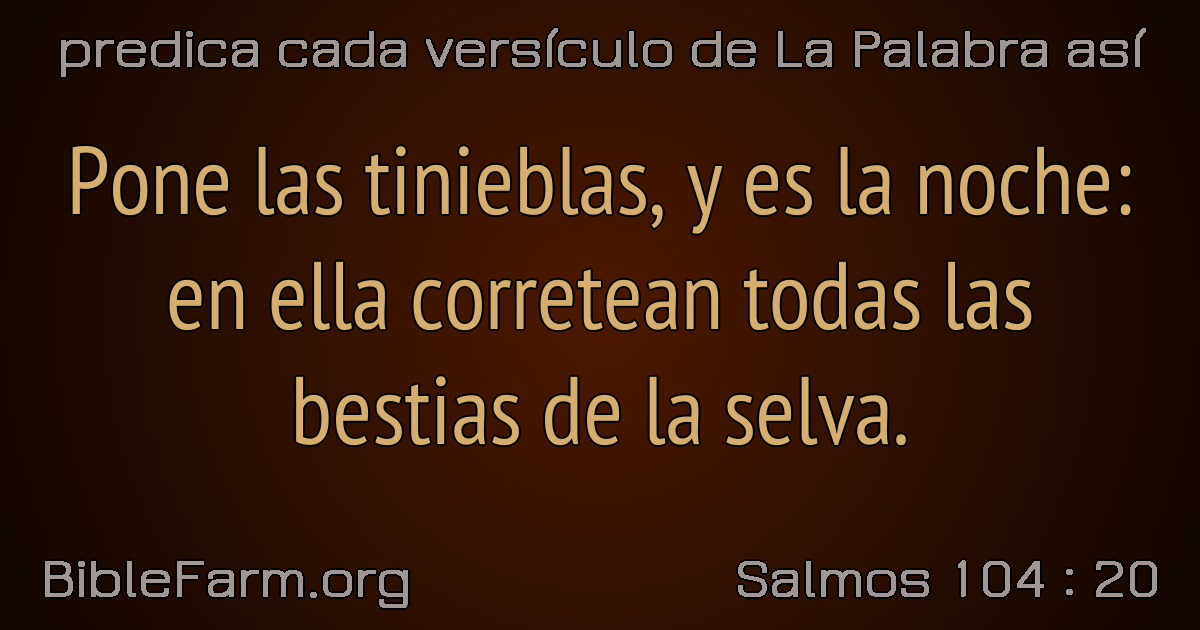 predica cada versículo de La Palabra así
Pone las tinieblas, y es la noche:
en ella corretean todas las
bestias de la selva.
BibleFarm.org
Salmos 104 : 20